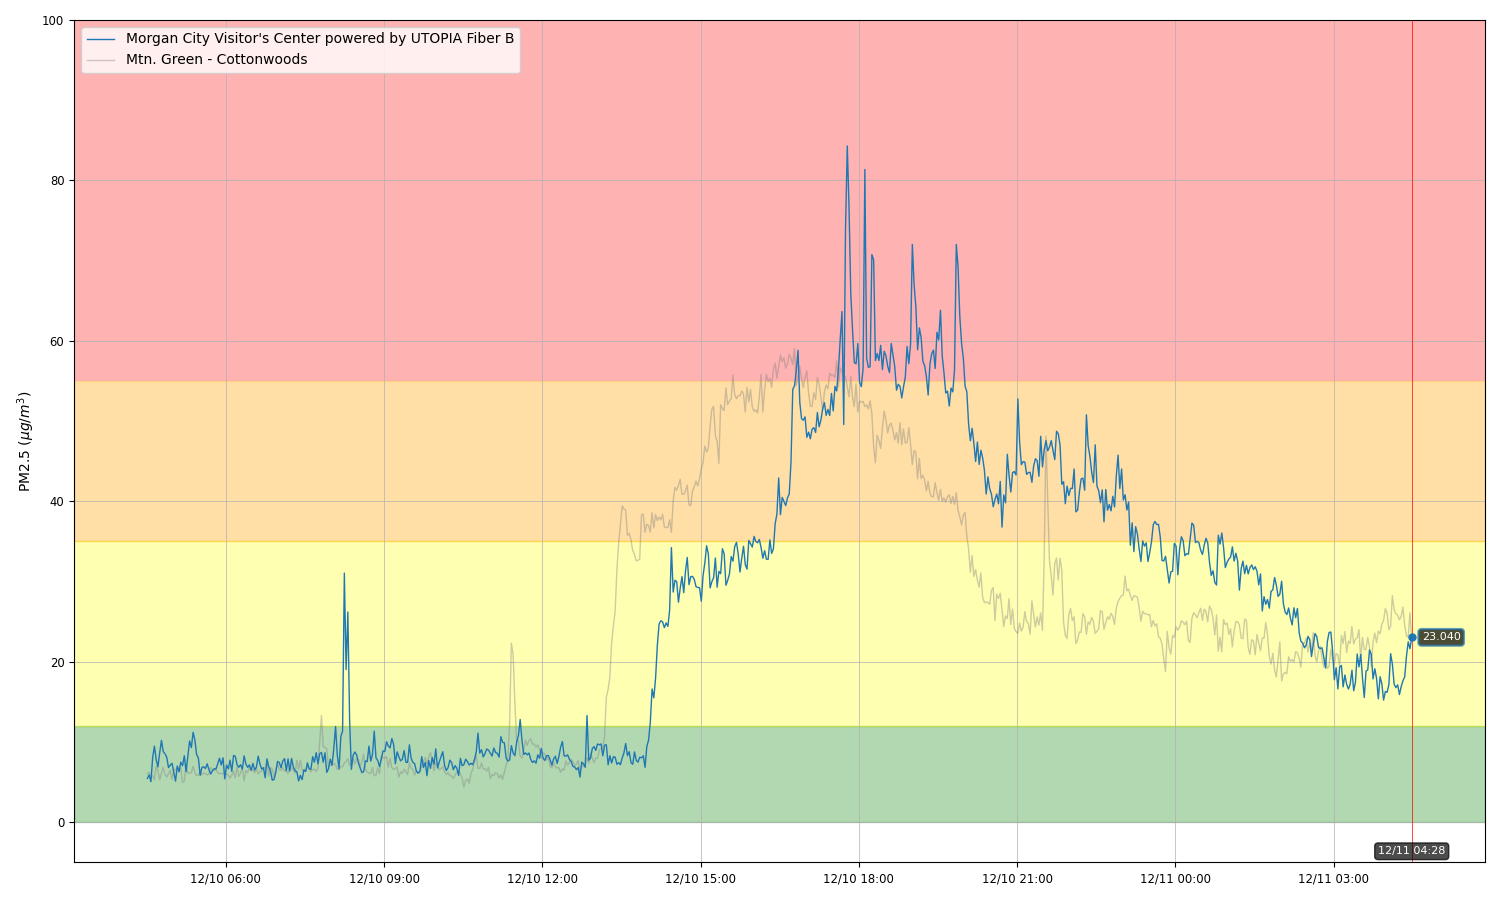 100
Morgan City Visitor's Center powered by UTOPIA Fiber B
Mtn. Green - Cottonwoods
80
60
PM2.5 (μg/m³)
40
20
23.040
0
12/11 04:28
12/10 06:00 12/10 09:00 12/10 12:00 12/10 15:00 12/10 18:00 12/10 21:00 12/11 00:00 12/11 03:00